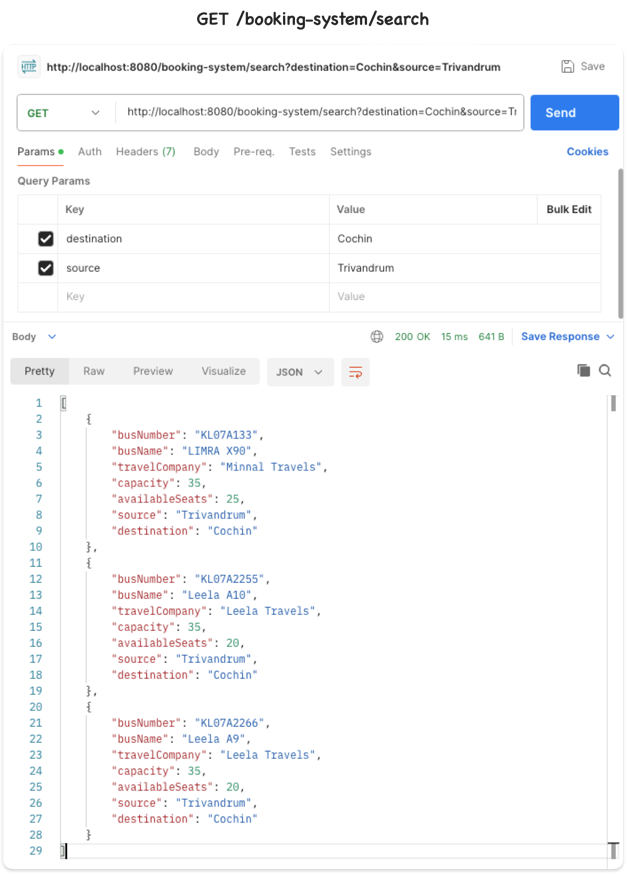 GET /booking-system/search
HTTP http://localhost:8080/booking-system/search?destination=Cochin&source=Trivandrum Save
GET http://localhost:8080/booking-system/search?destination=Cochin&source=Tr Send
Params Auth Headers (7) Body Pre-req. Tests Settings Cookies
Query Params
Key Value Bulk Edit
destination Cochin
source Trivandrum
Key Value
Body 200 OK 15 ms 641 B Save Response
Pretty Raw Preview Visualize JSON
1 [
2 {
3 "busNumber": "KL07A133",
4 "busName": "LIMRA X90",
5 "travelCompany": "Minnal Travels",
6 "capacity": 35,
7 "availableSeats": 25,
8 "source": "Trivandrum",
9 "destination": "Cochin"
10 },
11 {
12 "busNumber": "KL07A2255",
13 "busName": "Leela A10",
14 "travelCompany": "Leela Travels",
15 "capacity": 35,
16 "availableSeats": 20,
17 "source": "Trivandrum",
18 "destination": "Cochin"
19 },
20 {
21 "busNumber": "KL07A2266",
22 "busName": "Leela A9",
23 "travelCompany": "Leela Travels",
24 "capacity": 35,
25 "availableSeats": 20,
26 "source": "Trivandrum",
27 "destination": "Cochin"
28 }
29 ]